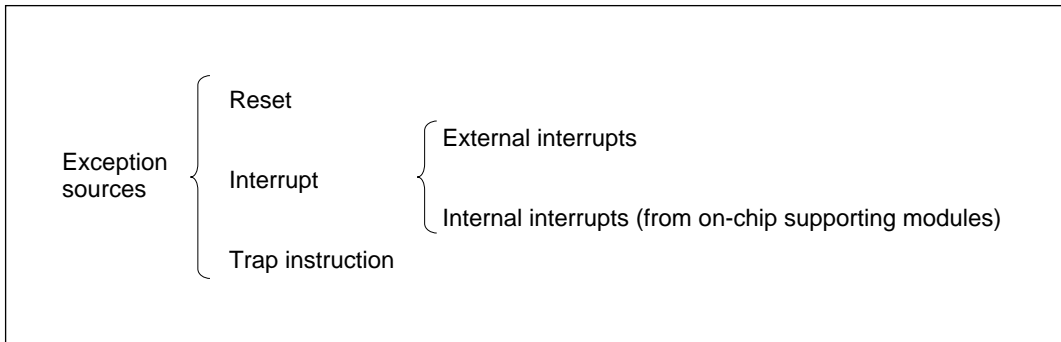 Exception
sources
Reset
Interrupt
Trap instruction
External interrupts
Internal interrupts (from on-chip supporting modules)